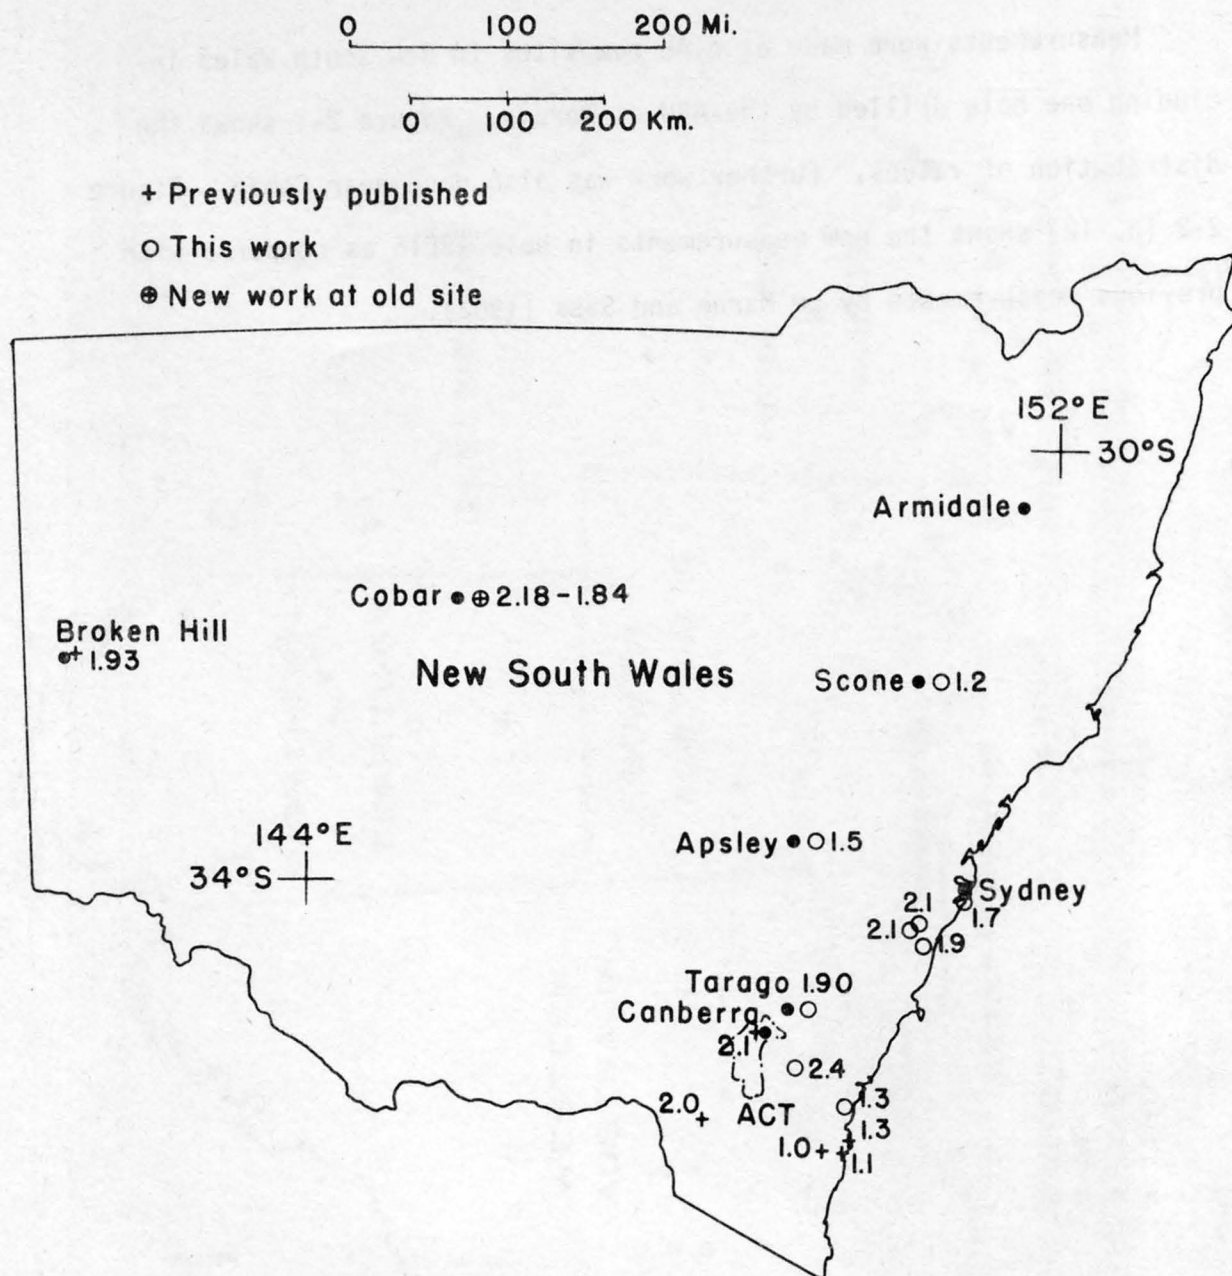 0 100 200 Mi.
0 100 200 Km.
+ Previously published
○ This work
⊕ New work at old site
152°E
30°S
Armidale
Cobar 2.18-1.84
Broken Hill
+ 1.93
New South Wales
Scone ○ 1.2
144°E
34°S
Apsley ○ 1.5
Sydney
2.1
1.7
2.1
1.9
Tarago 1.90
Canberra
2.1
2.4
ACT
2.0
1.3
1.3
1.0
1.1